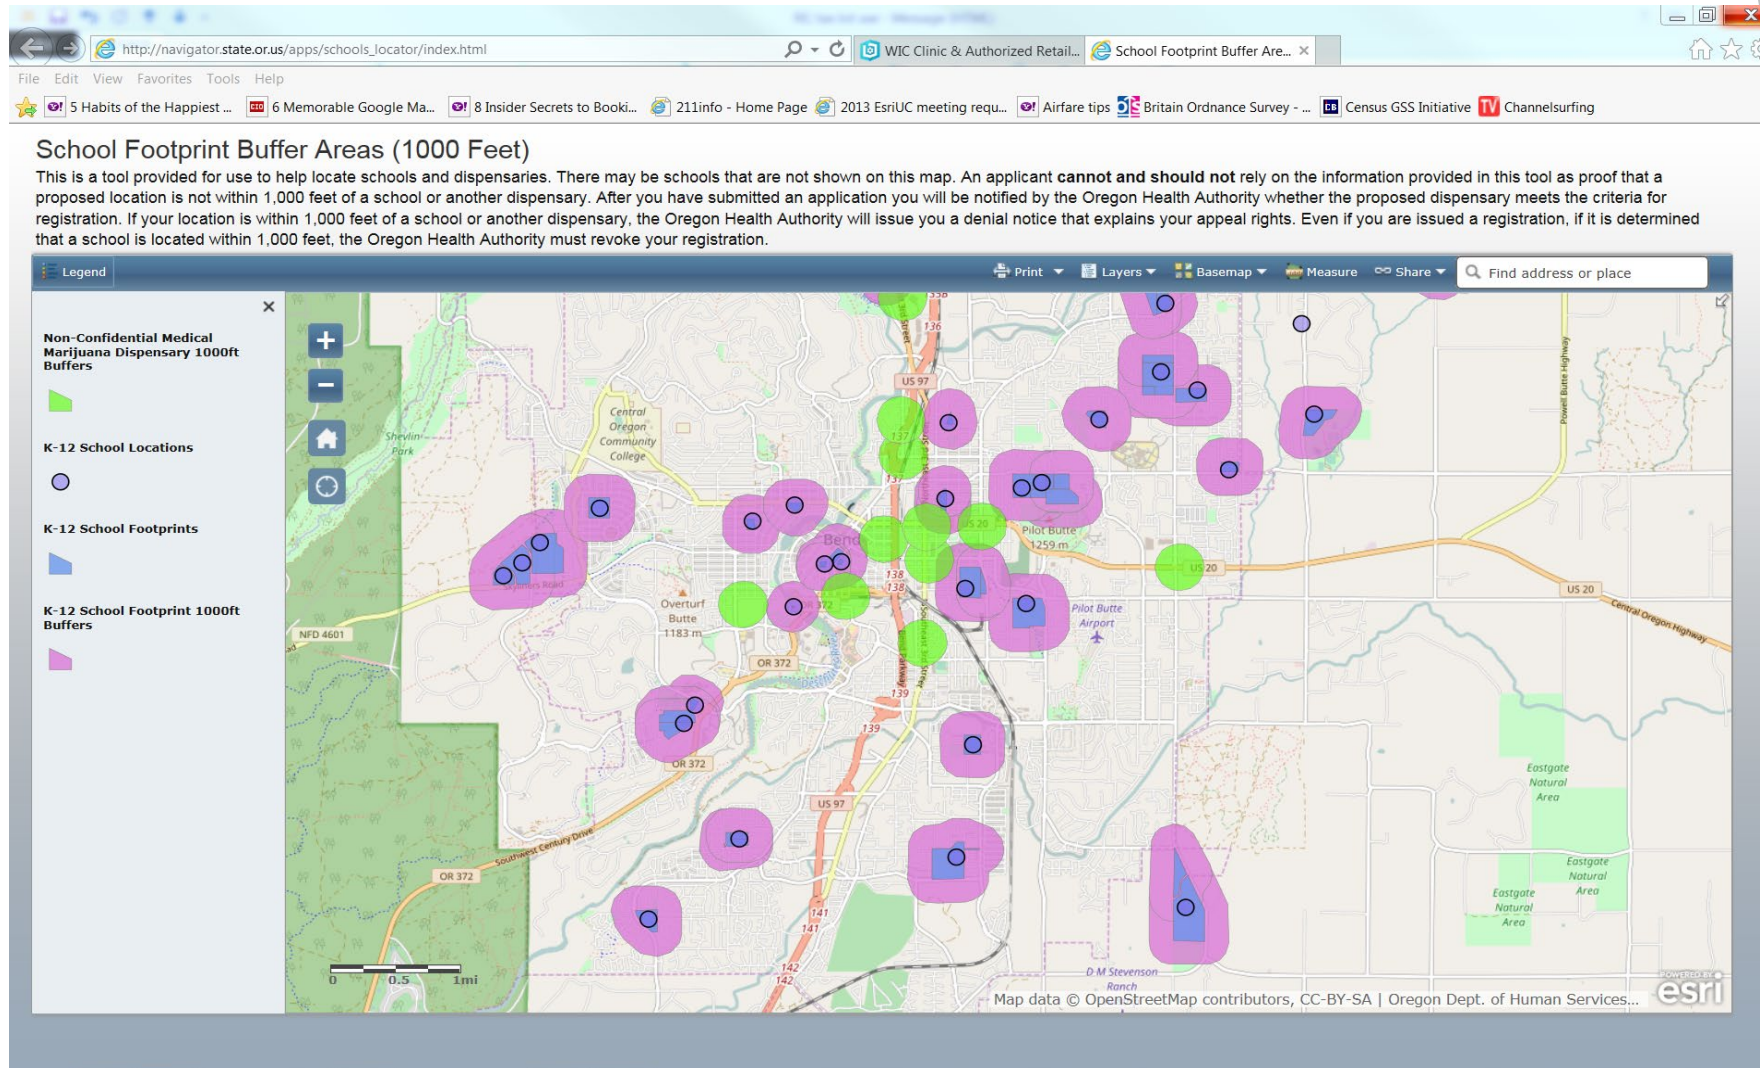 http://navigator.state.or.us/apps/schools_locator/index.html
WIC Clinic & Authorized Retail...
School Footprint Buffer Are...
File Edit View Favorites Tools Help
5 Habits of the Happiest ...
6 Memorable Google Ma...
8 Insider Secrets to Booki...
211info - Home Page
2013 EsriUC meeting requ...
Airfare tips
Britain Ordnance Survey - ...
Census GSS Initiative
Channelsurfing
School Footprint Buffer Areas (1000 Feet)
This is a tool provided for use to help locate schools and dispensaries. There may be schools that are not shown on this map. An applicant cannot and should not rely on the information provided in this tool as proof that a
proposed location is not within 1,000 feet of a school or another dispensary. After you have submitted an application you will be notified by the Oregon Health Authority whether the proposed dispensary meets the criteria for
registration. If your location is within 1,000 feet of a school or another dispensary, the Oregon Health Authority will issue you a denial notice that explains your appeal rights. Even if you are issued a registration, if it is determined
that a school is located within 1,000 feet, the Oregon Health Authority must revoke your registration.
Legend
Print
Layers
Basemap
Measure
Share
Find address or place
Non-Confidential Medical
Marijuana Dispensary 1000ft
Buffers
K-12 School Locations
K-12 School Footprints
K-12 School Footprint 1000ft
Buffers
136
US 97
Central
Oregon
Community
College
Shevlin
Park
137
Powell Butte Highway
Bend
US 20
Pilot Butte
1259 m
138
138
US 20
US 20
Central Oregon Highway
Overturf
Butte
1183 m
Pilot Butte
Airport
NFD 4601
OR 372
139
139
OR 372
US 97
Southwest Century Drive
OR 372
Eastgate
Natural
Area
Eastgate
Natural
Area
Eastgate
Natural
Area
141
141
142
142
D M Stevenson
Ranch
0 0.5 1mi
Map data © OpenStreetMap contributors, CC-BY-SA | Oregon Dept. of Human Services...
POWERED BY
esri